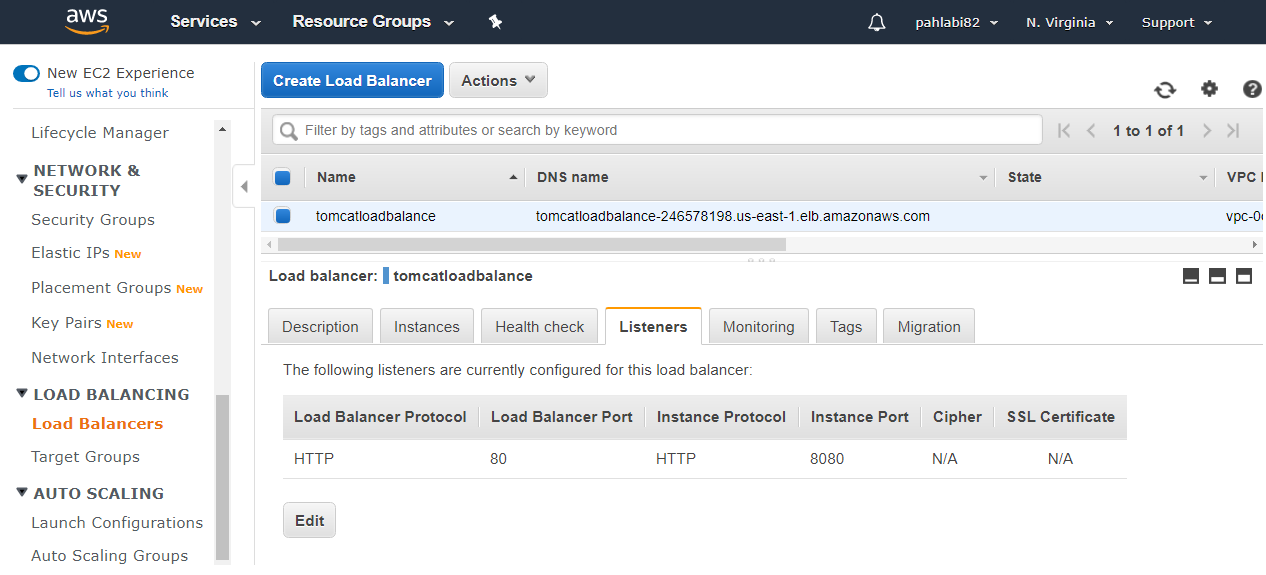 aws Services Resource Groups pahlabi82 N. Virginia Support
New EC2 Experience
Tell us what you think
Lifecycle Manager
NETWORK &
SECURITY
Security Groups
Elastic IPs New
Placement Groups New
Key Pairs New
Network Interfaces
LOAD BALANCING
Load Balancers
Target Groups
AUTO SCALING
Launch Configurations
Auto Scaling Groups
Create Load Balancer Actions
?
Filter by tags and attributes or search by keyword 1 to 1 of 1
Name DNS name State VPC
tomcatloadbalance tomcatloadbalance-246578198.us-east-1.elb.amazonaws.com vpc-0
Load balancer: tomcatloadbalance
Description Instances Health check Listeners Monitoring Tags Migration
The following listeners are currently configured for this load balancer:
Load Balancer Protocol Load Balancer Port Instance Protocol Instance Port Cipher SSL Certificate
HTTP 80 HTTP 8080 N/A N/A
Edit